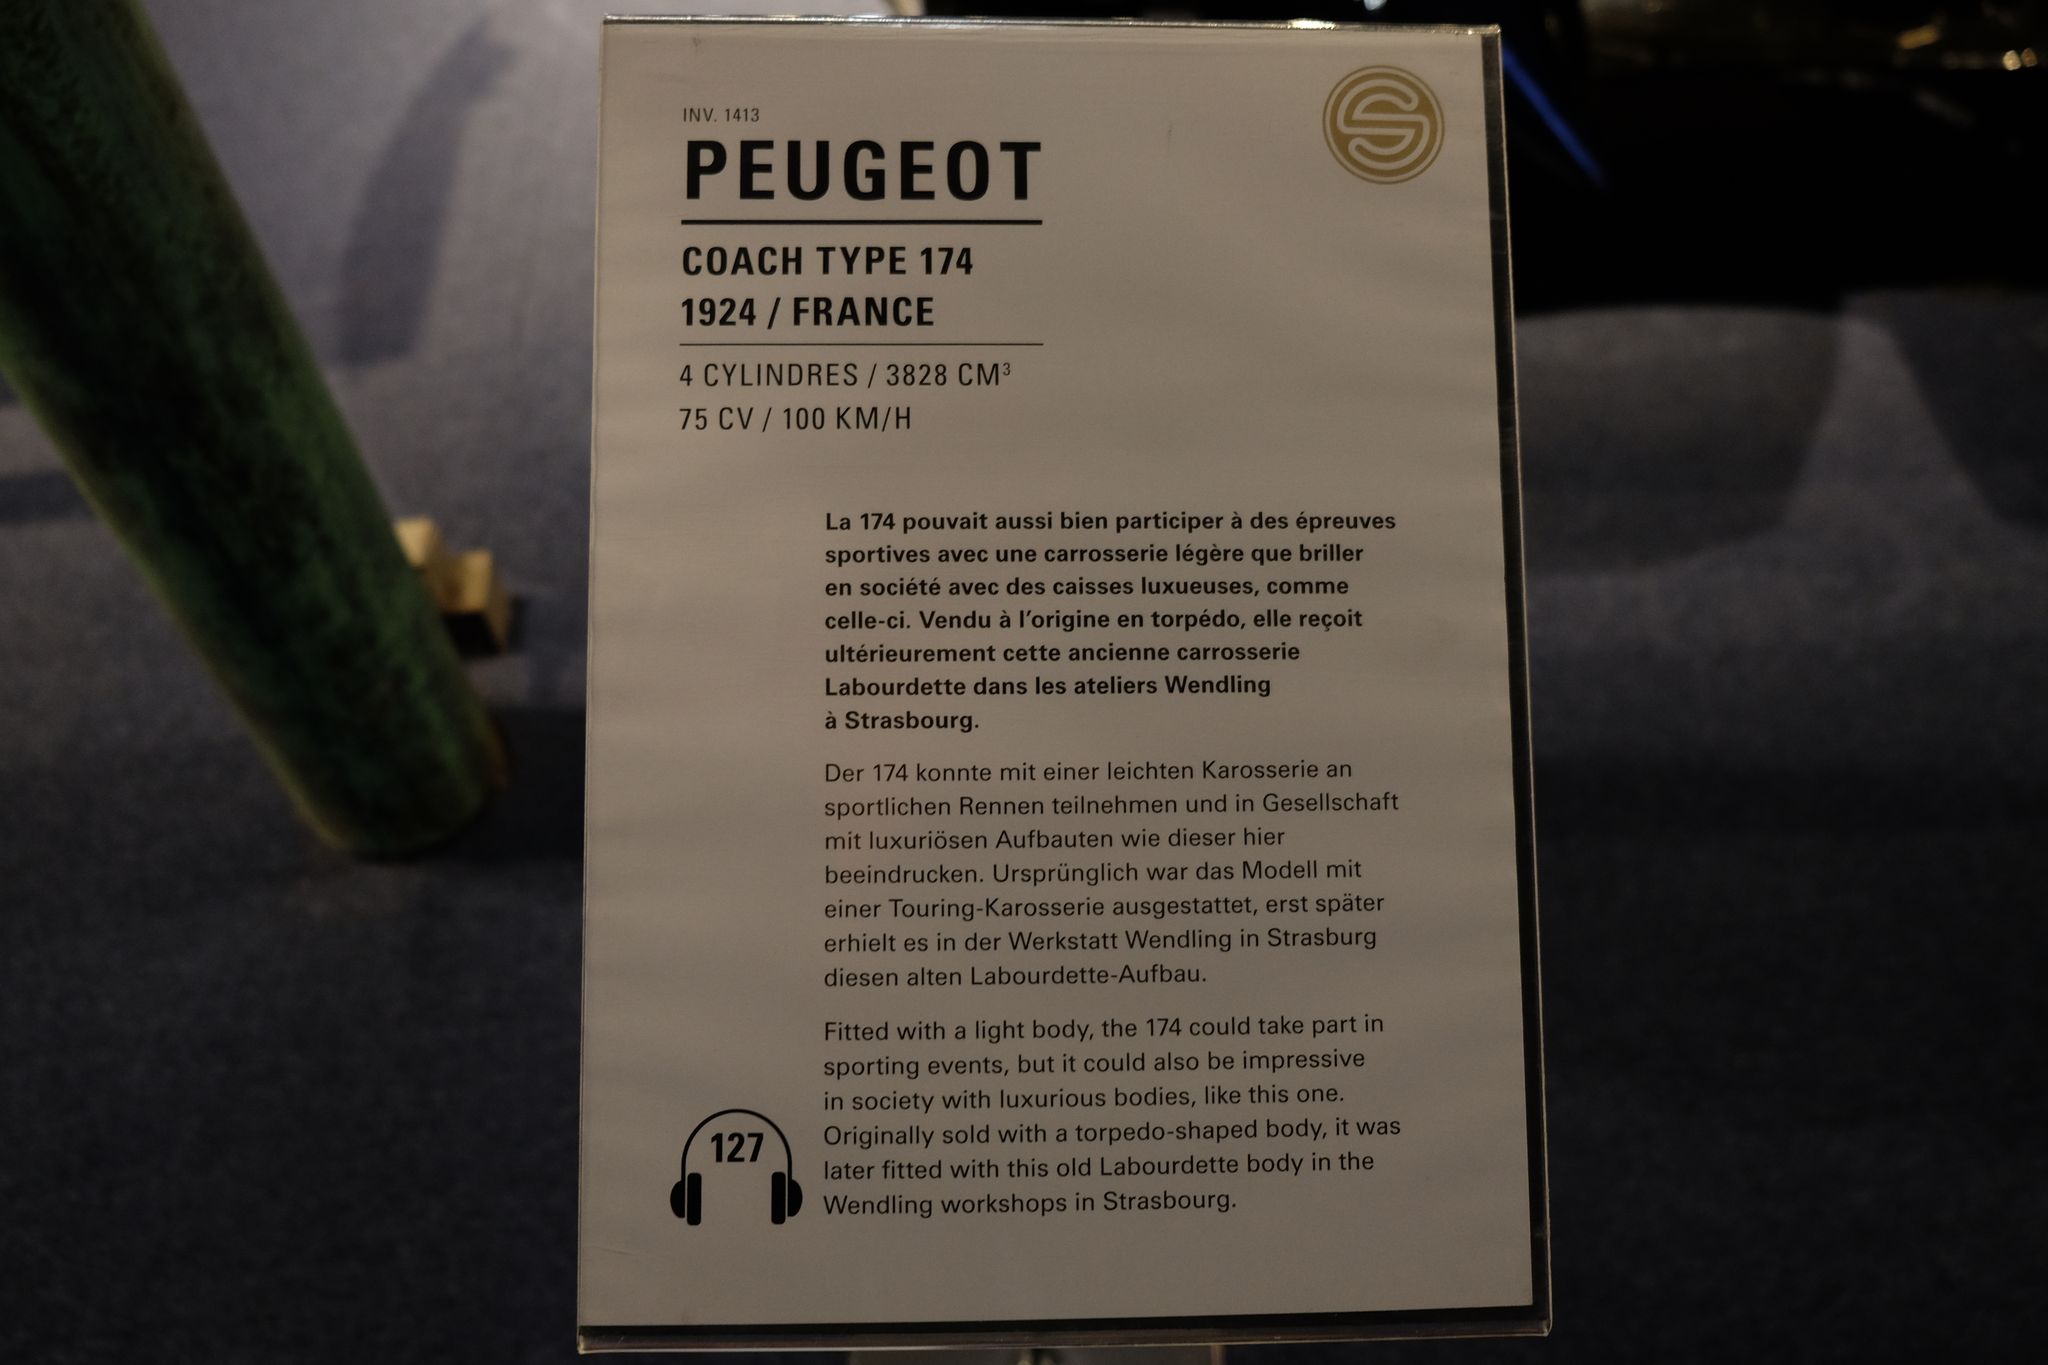 INV. 1413
PEUGEOT
COACH TYPE 174
1924 / FRANCE
4 CYLINDRES / 3828 CM³
75 CV / 100 KM/H
La 174 pouvait aussi bien participer à des épreuves
sportives avec une carrosserie légère que briller
en société avec des caisses luxueuses, comme
celle-ci. Vendu à l'origine en torpédo, elle reçoit
ultérieurement cette ancienne carrosserie
Labourdette dans les ateliers Wendling
à Strasbourg.
Der 174 konnte mit einer leichten Karosserie an
sportlichen Rennen teilnehmen und in Gesellschaft
mit luxuriösen Aufbauten wie dieser hier
beeindrucken. Ursprünglich war das Modell mit
einer Touring-Karosserie ausgestattet, erst später
erhielt es in der Werkstatt Wendling in Strasburg
diesen alten Labourdette-Aufbau.
Fitted with a light body, the 174 could take part in
sporting events, but it could also be impressive
in society with luxurious bodies, like this one.
Originally sold with a torpedo-shaped body, it was
later fitted with this old Labourdette body in the
Wendling workshops in Strasbourg.
127